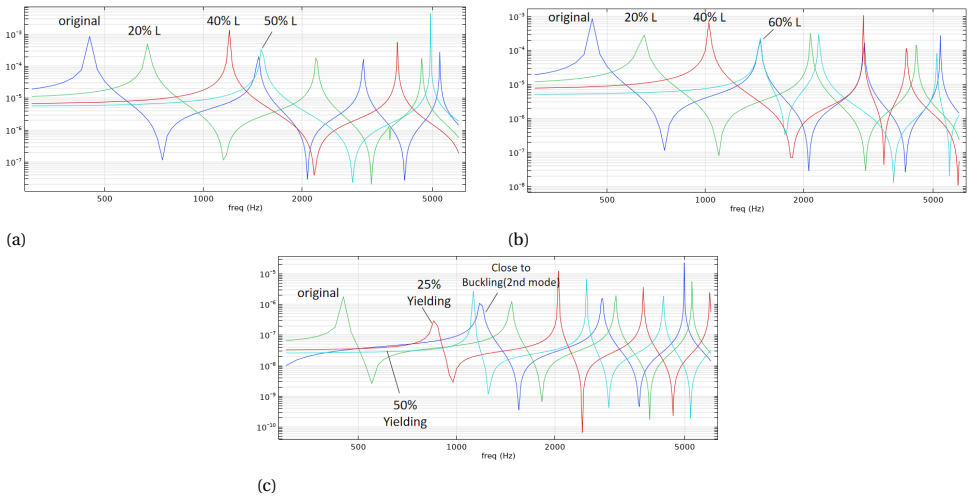 original
20% L
40% L
50% L
10⁻³
10⁻⁴
10⁻⁵
10⁻⁶
10⁻⁷
500
1000
2000
5000
freq (Hz)
(a)
original
20% L
40% L
60% L
10⁻³
10⁻⁴
10⁻⁵
10⁻⁶
10⁻⁷
10⁻⁸
500
1000
2000
5000
freq (Hz)
(b)
original
25%
Yielding
Close to
Buckling(2nd mode)
50%
Yielding
10⁻⁵
10⁻⁶
10⁻⁷
10⁻⁸
10⁻⁹
10⁻¹⁰
500
1000
2000
5000
freq (Hz)
(c)